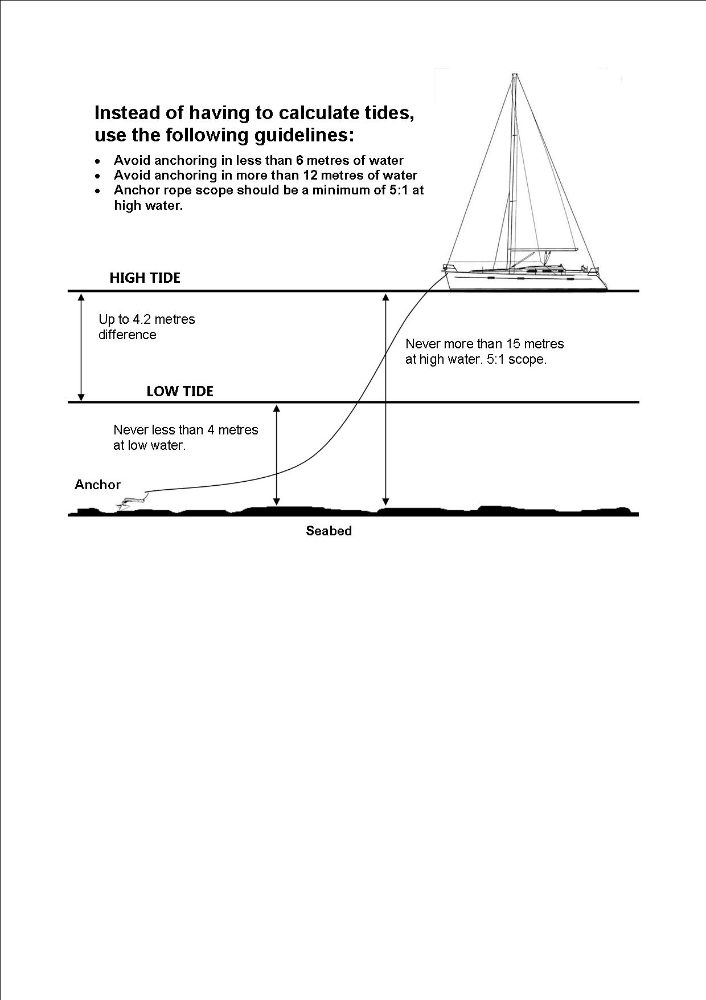 Instead of having to calculate tides,
use the following guidelines:
• Avoid anchoring in less than 6 metres of water
• Avoid anchoring in more than 12 metres of water
• Anchor rope scope should be a minimum of 5:1 at
high water.
HIGH TIDE
Up to 4.2 metres
difference
Never more than 15 metres
at high water. 5:1 scope.
LOW TIDE
Never less than 4 metres
at low water.
Anchor
Seabed